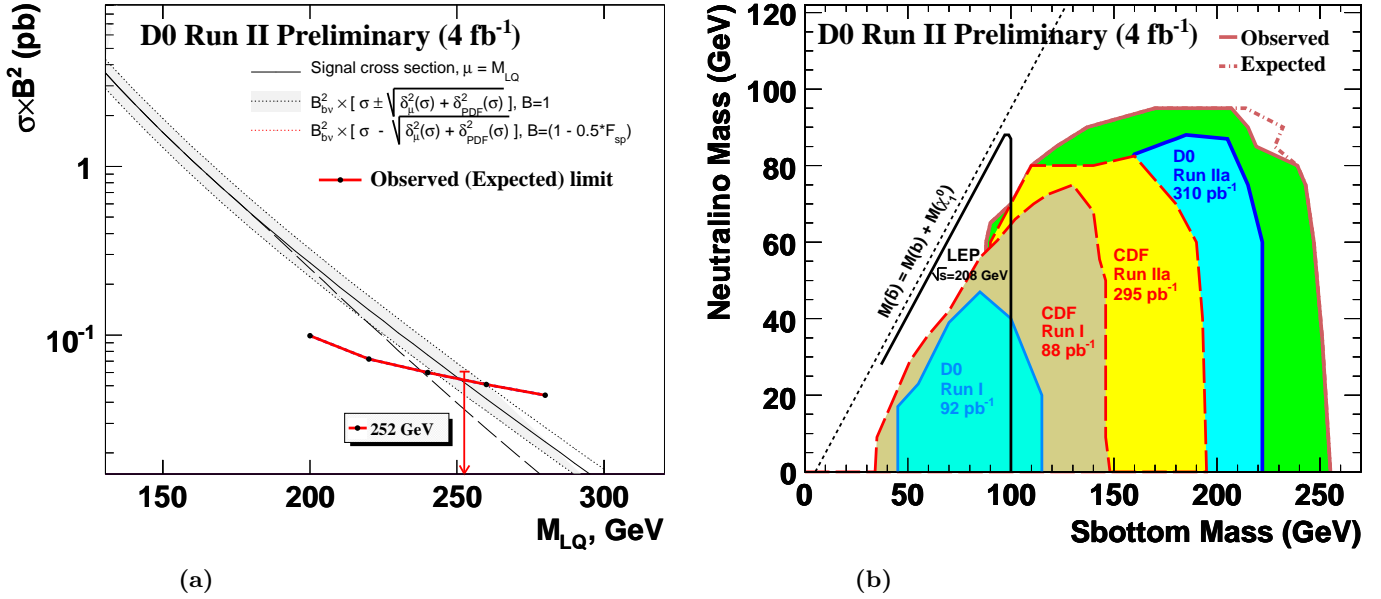 D0 Run II Preliminary (4 fb⁻¹)
Signal cross section, μ = M_LQ
B²_bν × [ σ ± √(δ²_μ(σ) + δ²_PDF(σ)) ], B=1
B²_bν × [ σ - √(δ²_μ(σ) + δ²_PDF(σ)) ], B=(1 - 0.5*F_sp)
Observed (Expected) limit
σ×B² (pb)
1
10⁻¹
252 GeV
150 200 250 300
M_LQ, GeV
(a)
D0 Run II Preliminary (4 fb⁻¹)
Observed
Expected
Neutralino Mass (GeV)
120
100
80
60
40
20
0
M(b̃) = M(b) + M(χ̃⁰₁)
LEP
√s=208 GeV
D0
Run IIa
310 pb⁻¹
CDF
Run IIa
295 pb⁻¹
CDF
Run I
88 pb⁻¹
D0
Run I
92 pb⁻¹
0 50 100 150 200 250
Sbottom Mass (GeV)
(b)